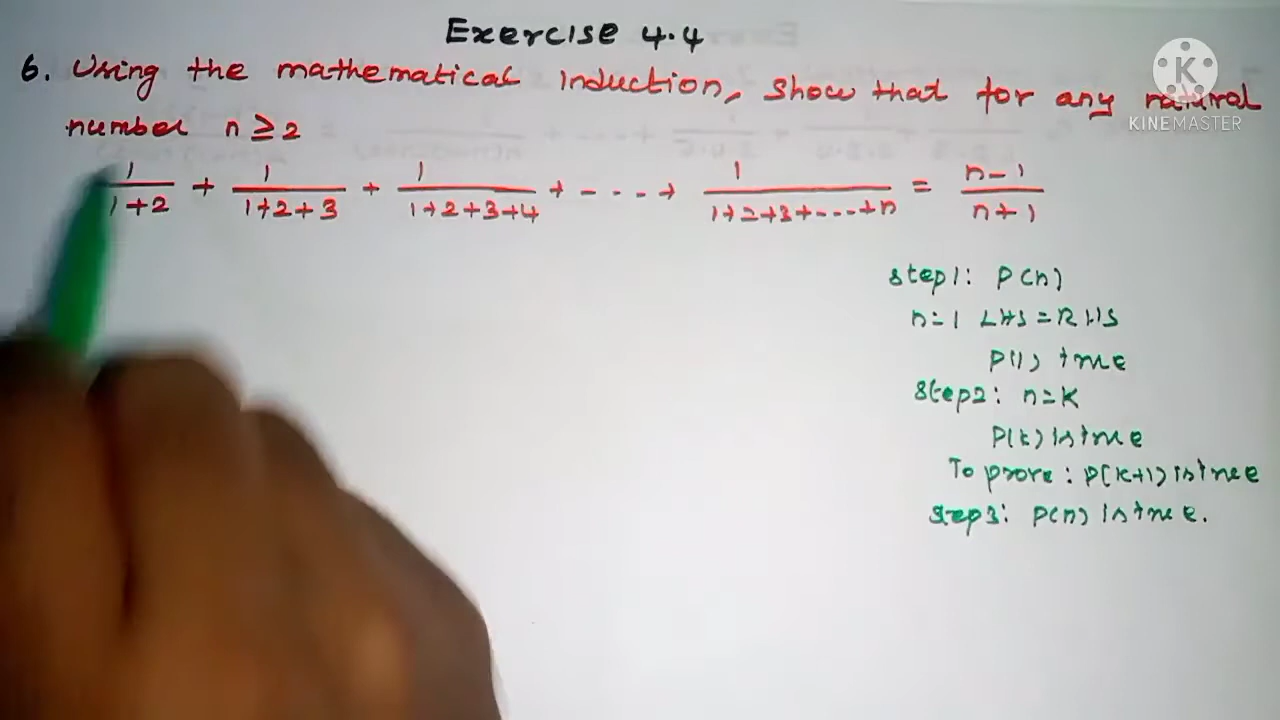 Exercise 4.4
6. Using the mathematical induction, show that for any natural
number n ≥ 2
1/(1+2) + 1/(1+2+3) + 1/(1+2+3+4) + - - - + 1/(1+2+3+---+n) = (n-1)/(n+1)
step1: P(n)
n=1 LHS = RHS
P(1) true
Step2: n=k
P(k) is true
To prove: P(k+1) is true
step3: P(n) is true.
K
KINEMASTER